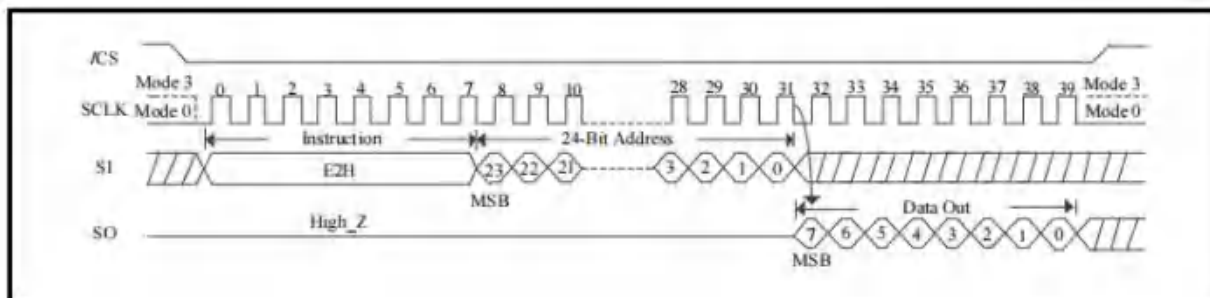 /CS
Mode 3 0 1 2 3 4 5 6 7 8 9 10 28 29 30 31 32 33 34 35 36 37 38 39 Mode 3
SCLK Mode 0 Mode 0
Instruction 24-Bit Address
SI E2H 23 22 21 3 2 1 0
MSB Data Out
High_Z
SO 7 6 5 4 3 2 1 0
MSB